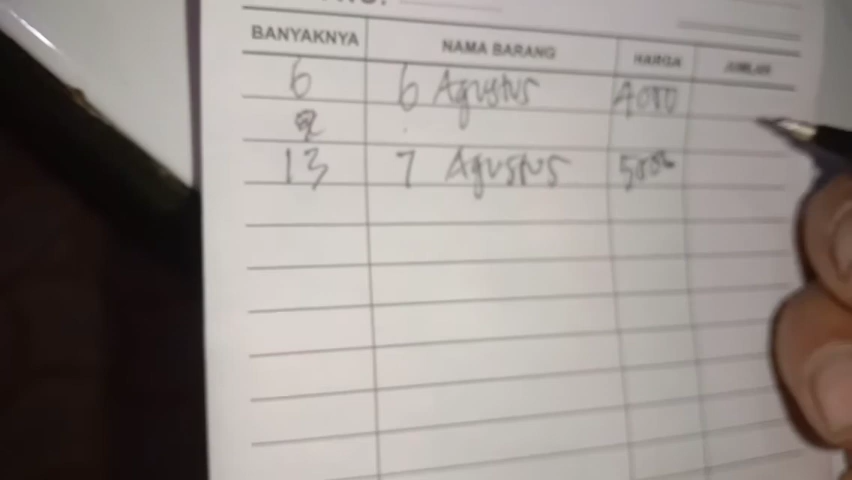 BANYAKNYA NAMA BARANG HARGA JUMLAH
6 6 Agustus 4000
13 7 Agustus 5000